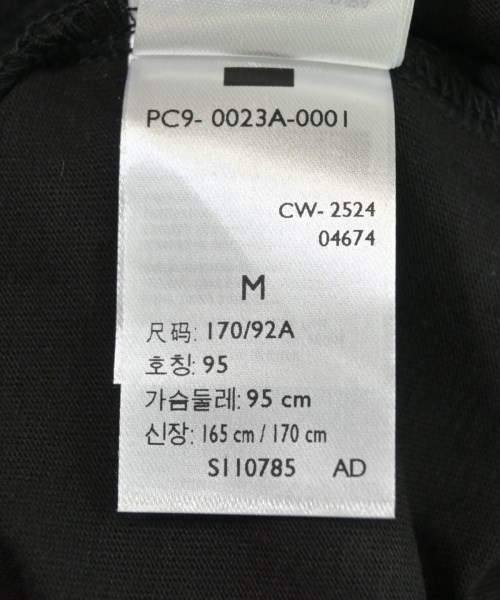 PC9- 0023A-0001
CW- 2524
04674
M
尺码: 170/92A
호칭: 95
가슴둘레: 95 cm
신장: 165 cm / 170 cm
S110785 AD